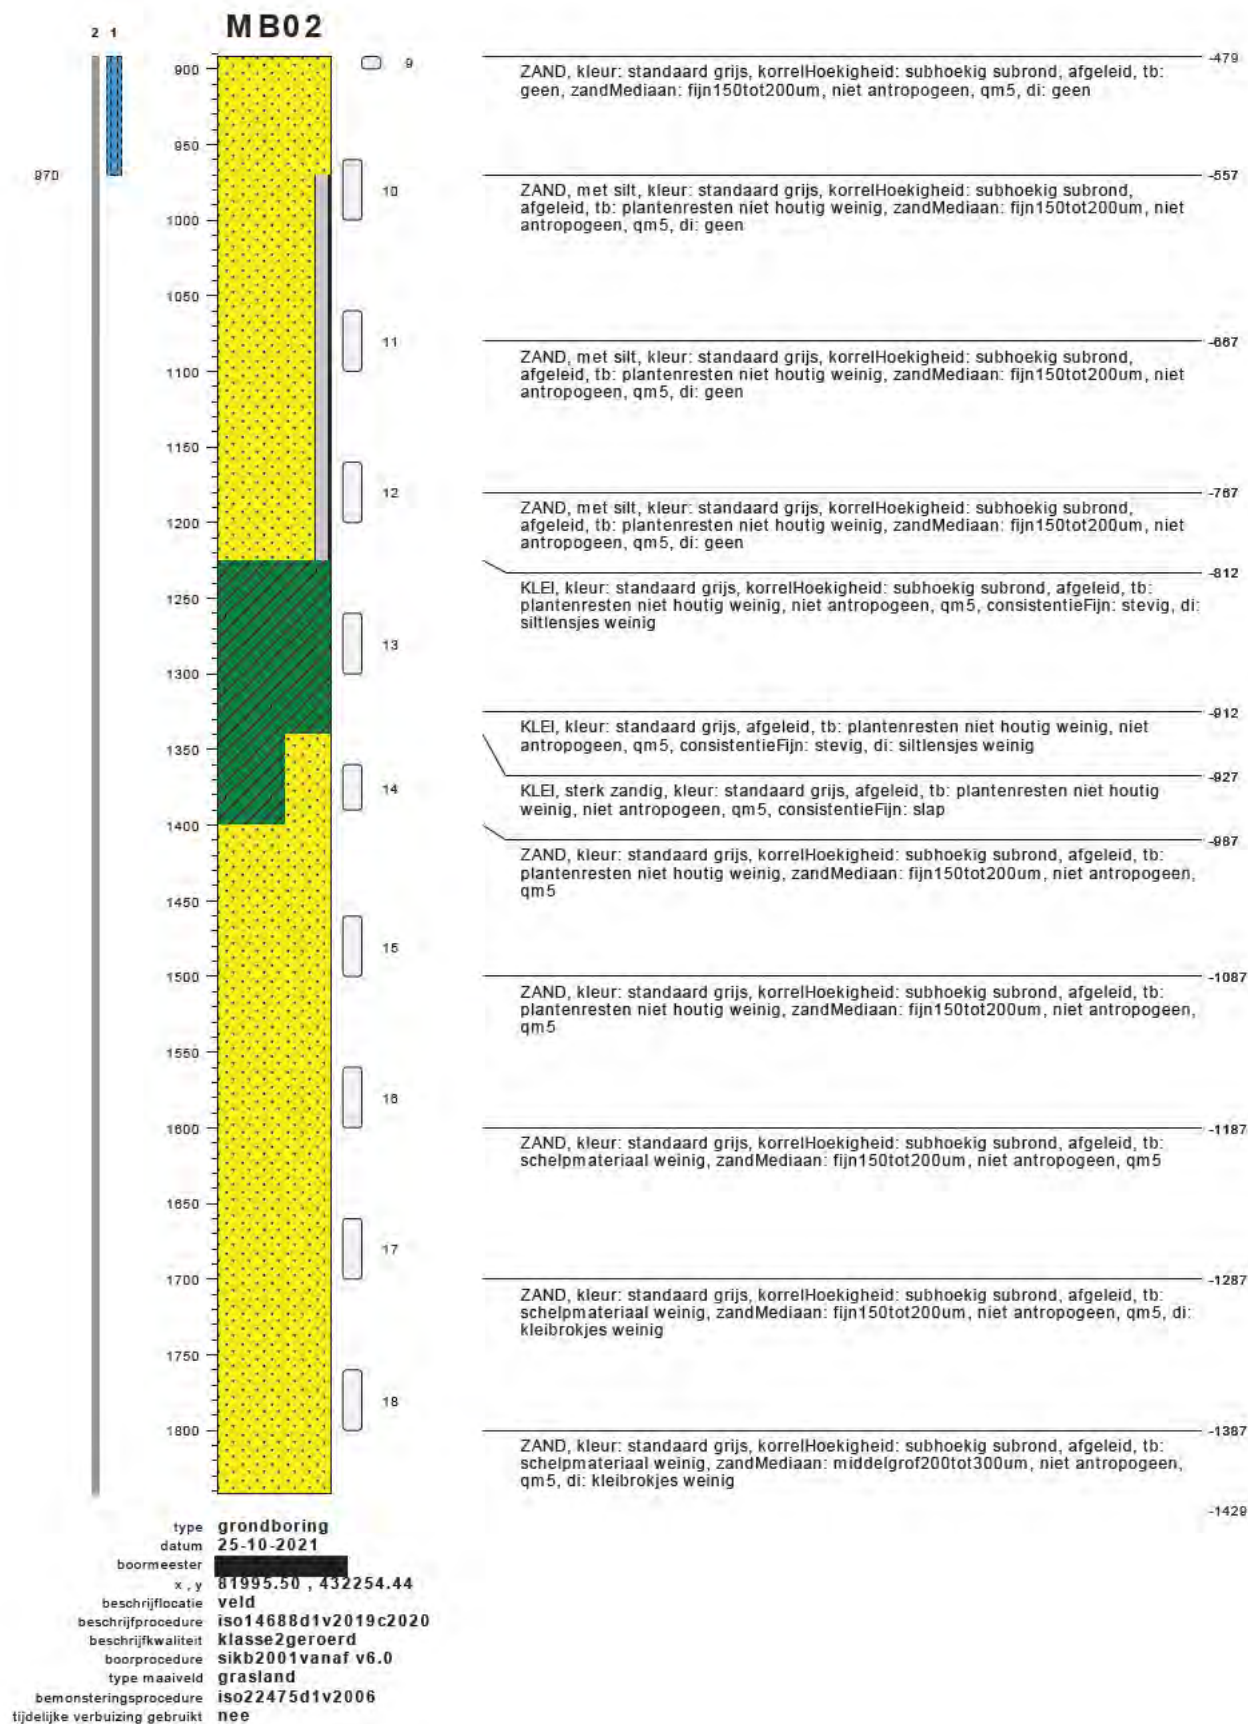 MB02
2 1
900
9
-479
ZAND, kleur: standaard grijs, korrelHoekigheid: subhoekig subrond, afgeleid, tb:
geen, zandMediaan: fijn150tot200um, niet antropogeen, qm5, di: geen
950
970
10
-557
ZAND, met silt, kleur: standaard grijs, korrelHoekigheid: subhoekig subrond,
afgeleid, tb: plantenresten niet houtig weinig, zandMediaan: fijn150tot200um, niet
antropogeen, qm5, di: geen
1000
1050
11
-667
ZAND, met silt, kleur: standaard grijs, korrelHoekigheid: subhoekig subrond,
afgeleid, tb: plantenresten niet houtig weinig, zandMediaan: fijn150tot200um, niet
antropogeen, qm5, di: geen
1100
1150
12
-767
ZAND, met silt, kleur: standaard grijs, korrelHoekigheid: subhoekig subrond,
afgeleid, tb: plantenresten niet houtig weinig, zandMediaan: fijn150tot200um, niet
antropogeen, qm5, di: geen
1200
-812
KLEI, kleur: standaard grijs, korrelHoekigheid: subhoekig subrond, afgeleid, tb:
plantenresten niet houtig weinig, niet antropogeen, qm5, consistentieFijn: stevig, di:
siltlensjes weinig
1250
13
1300
-912
KLEI, kleur: standaard grijs, afgeleid, tb: plantenresten niet houtig weinig, niet
antropogeen, qm5, consistentieFijn: stevig, di: siltlensjes weinig
1350
-927
KLEI, sterk zandig, kleur: standaard grijs, afgeleid, tb: plantenresten niet houtig
weinig, niet antropogeen, qm5, consistentieFijn: slap
14
1400
-987
ZAND, kleur: standaard grijs, korrelHoekigheid: subhoekig subrond, afgeleid, tb:
plantenresten niet houtig weinig, zandMediaan: fijn150tot200um, niet antropogeen,
qm5
1450
15
1500
-1087
ZAND, kleur: standaard grijs, korrelHoekigheid: subhoekig subrond, afgeleid, tb:
plantenresten niet houtig weinig, zandMediaan: fijn150tot200um, niet antropogeen,
qm5
1550
16
1600
-1187
ZAND, kleur: standaard grijs, korrelHoekigheid: subhoekig subrond, afgeleid, tb:
schelpmateriaal weinig, zandMediaan: fijn150tot200um, niet antropogeen, qm5
1650
17
1700
-1287
ZAND, kleur: standaard grijs, korrelHoekigheid: subhoekig subrond, afgeleid, tb:
schelpmateriaal weinig, zandMediaan: fijn150tot200um, niet antropogeen, qm5, di:
kleibrokjes weinig
1750
18
1800
-1387
ZAND, kleur: standaard grijs, korrelHoekigheid: subhoekig subrond, afgeleid, tb:
schelpmateriaal weinig, zandMediaan: middelgrof200tot300um, niet antropogeen,
qm5, di: kleibrokjes weinig
-1429
type grondboring
datum 25-10-2021
boormeester
x , y 81995.50 , 432254.44
beschrijflocatie veld
beschrijfprocedure iso14688d1v2019c2020
beschrijfkwaliteit klasse2geroerd
boorprocedure sikb2001vanaf v6.0
type maaiveld grasland
bemonsteringsprocedure iso22475d1v2006
tijdelijke verbuizing gebruikt nee